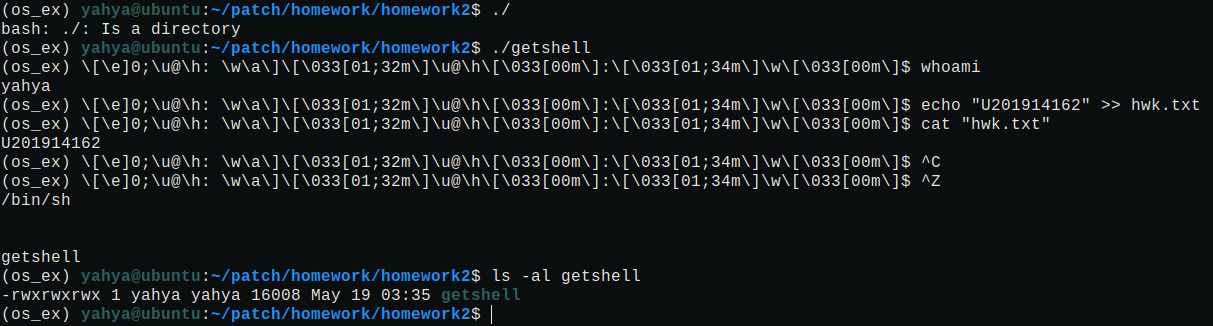 (os_ex) yahya@ubuntu:~/patch/homework/homework2$ ./
bash: ./: Is a directory
(os_ex) yahya@ubuntu:~/patch/homework/homework2$ ./getshell
(os_ex) \[\e]0;\u@\h: \w\a\]\[\033[01;32m\]\u@\h\[\033[00m\]:\[\033[01;34m\]\w\[\033[00m\]$ whoami
yahya
(os_ex) \[\e]0;\u@\h: \w\a\]\[\033[01;32m\]\u@\h\[\033[00m\]:\[\033[01;34m\]\w\[\033[00m\]$ echo "U201914162" >> hwk.txt
(os_ex) \[\e]0;\u@\h: \w\a\]\[\033[01;32m\]\u@\h\[\033[00m\]:\[\033[01;34m\]\w\[\033[00m\]$ cat "hwk.txt"
U201914162
(os_ex) \[\e]0;\u@\h: \w\a\]\[\033[01;32m\]\u@\h\[\033[00m\]:\[\033[01;34m\]\w\[\033[00m\]$ ^C
(os_ex) \[\e]0;\u@\h: \w\a\]\[\033[01;32m\]\u@\h\[\033[00m\]:\[\033[01;34m\]\w\[\033[00m\]$ ^Z
/bin/sh
getshell
(os_ex) yahya@ubuntu:~/patch/homework/homework2$ ls -al getshell
-rwxrwxrwx 1 yahya yahya 16008 May 19 03:35 getshell
(os_ex) yahya@ubuntu:~/patch/homework/homework2$